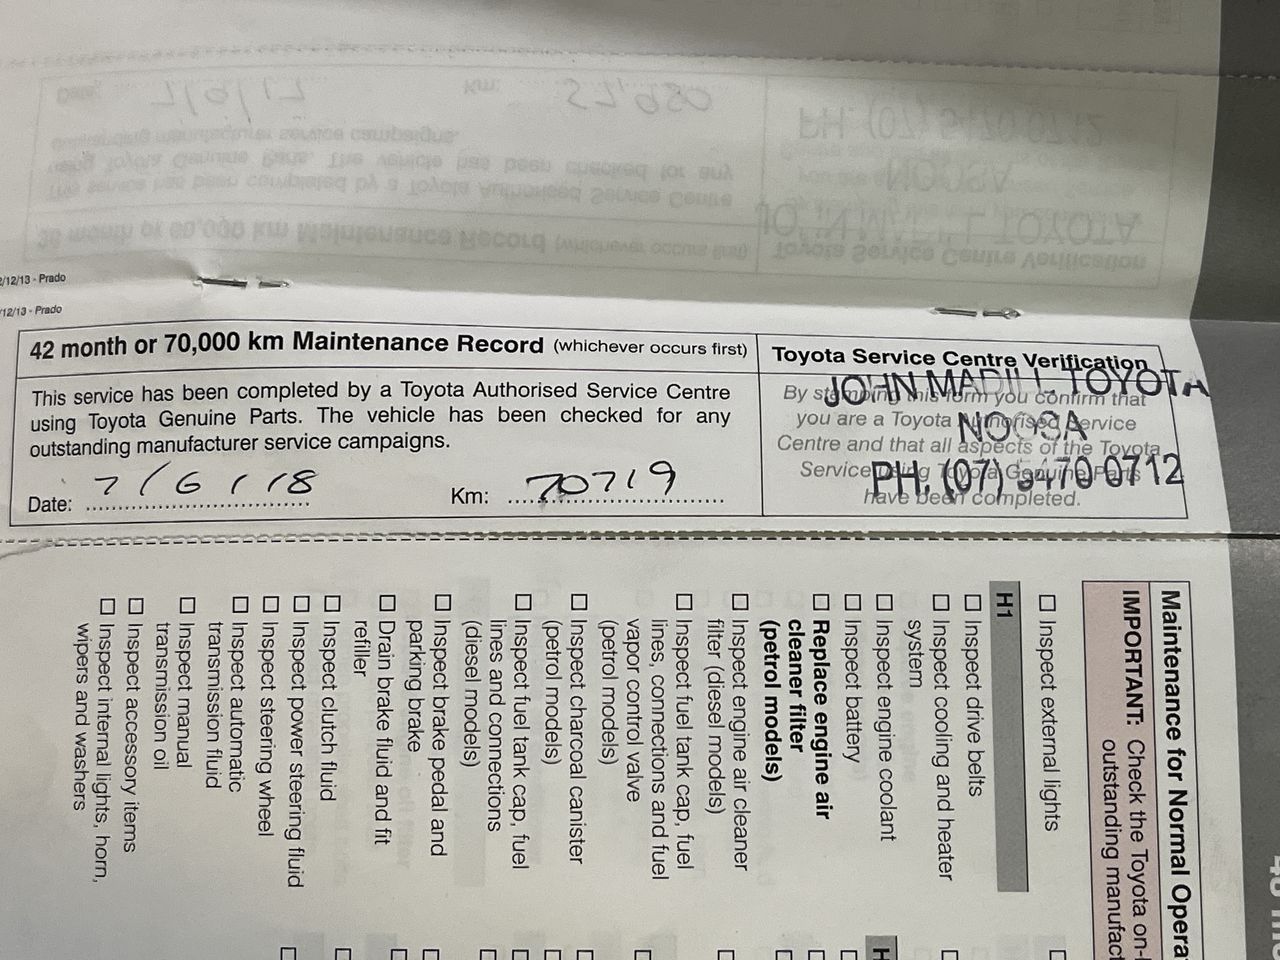 2/12/13 - Prado
/12/13 - Prado
42 month or 70,000 km Maintenance Record (whichever occurs first)
This service has been completed by a Toyota Authorised Service Centre
using Toyota Genuine Parts. The vehicle has been checked for any
outstanding manufacturer service campaigns.
Date: 7/6/18
Km: 70719
Toyota Service Centre Verification
By stamping this form you confirm that
you are a Toyota Authorised Service
Centre and that all aspects of the Toyota
Service using Toyota Genuine Parts
have been completed.
JOHN MADILL TOYOTA
NOOSA
PH. (07) 5470 0712
Maintenance for Normal Opera
IMPORTANT: Check the Toyota on-
outstanding manufact
☐ Inspect external lights
H1
☐ Inspect drive belts
☐ Inspect cooling and heater
system
☐ Inspect engine coolant
☐ Inspect battery
☐ Replace engine air
cleaner filter
(petrol models)
☐ Inspect engine air cleaner
filter (diesel models)
☐ Inspect fuel tank cap, fuel
lines, connections and fuel
vapor control valve
(petrol models)
☐ Inspect charcoal canister
(petrol models)
☐ Inspect fuel tank cap, fuel
lines and connections
(diesel models)
☐ Inspect brake pedal and
parking brake
☐ Drain brake fluid and fit
refiller
☐ Inspect clutch fluid
☐ Inspect power steering fluid
☐ Inspect steering wheel
☐ Inspect automatic
transmission fluid
☐ Inspect manual
transmission oil
☐ Inspect accessory items
☐ Inspect internal lights, horn,
wipers and washers